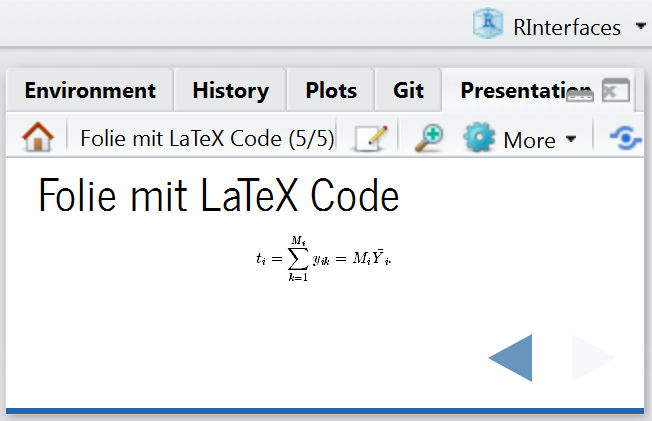 RInterfaces
Environment History Plots Git Presentation
Folie mit LaTeX Code (5/5) More
Folie mit LaTeX Code
$t_i = \sum_{k=1}^{M_i} y_{ik} = M_i \bar{Y}_i.$